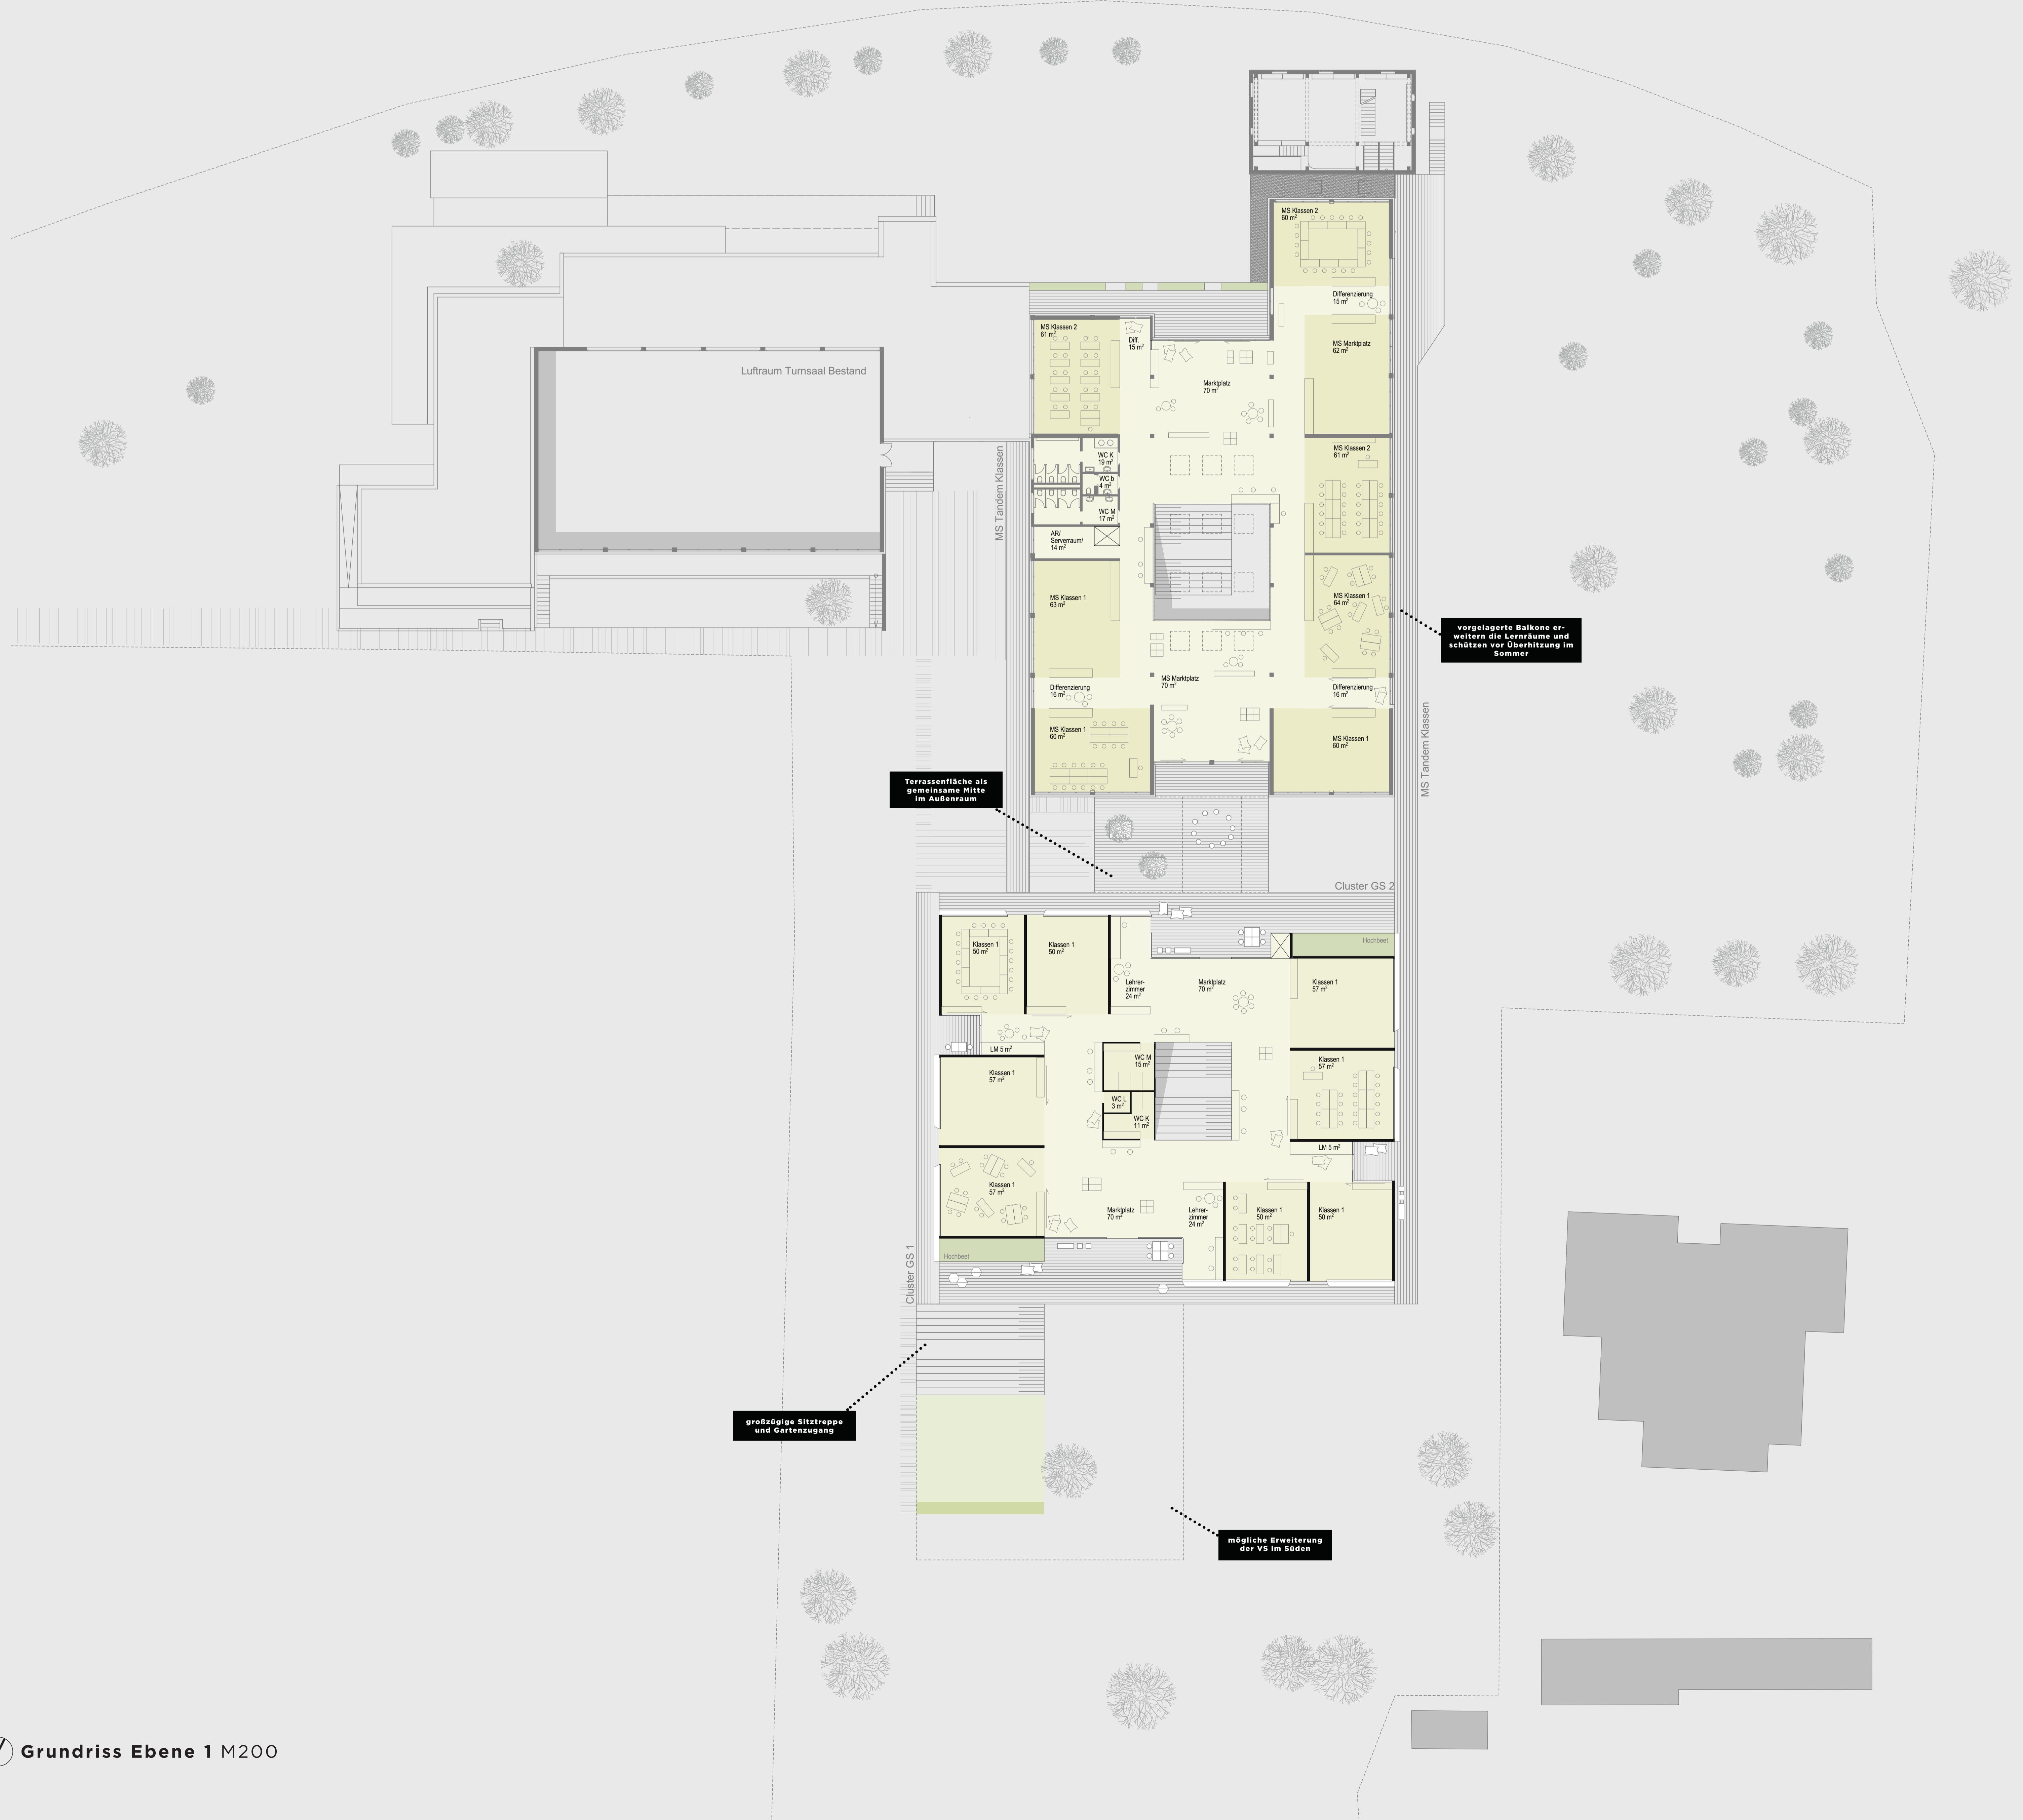 MS Klassen 2
60 m²
Differenzierung
15 m²
MS Klassen 2
61 m²
Diff.
15 m²
MS Marktplatz
62 m²
Luftraum Turnsaal Bestand
Marktplatz
70 m²
MS Tandem Klassen
WC K
19 m²
WC b
4 m²
WC M
17 m²
MS Klassen 2
61 m²
AR/
Serverraum/
14 m²
MS Klassen 1
63 m²
MS Klassen 1
64 m²
vorgelagerte Balkone er-
weitern die Lernräume und
schützen vor Überhitzung im
Sommer
MS Marktplatz
70 m²
Differenzierung
16 m²
Differenzierung
16 m²
MS Klassen 1
60 m²
MS Klassen 1
60 m²
MS Tandem Klassen
Terrassenfläche als
gemeinsame Mitte
im Außenraum
Cluster GS 2
Klassen 1
50 m²
Klassen 1
50 m²
Hochbeet
Lehrer-
zimmer
24 m²
Marktplatz
70 m²
Klassen 1
57 m²
LM 5 m²
WC M
15 m²
Klassen 1
57 m²
Klassen 1
57 m²
WC L
3 m²
WC K
11 m²
LM 5 m²
Klassen 1
57 m²
Marktplatz
70 m²
Lehrer-
zimmer
24 m²
Klassen 1
50 m²
Klassen 1
50 m²
Hochbeet
Cluster GS 1
großzügige Sitztreppe
und Gartenzugang
mögliche Erweiterung
der VS im Süden
Grundriss Ebene 1 M200